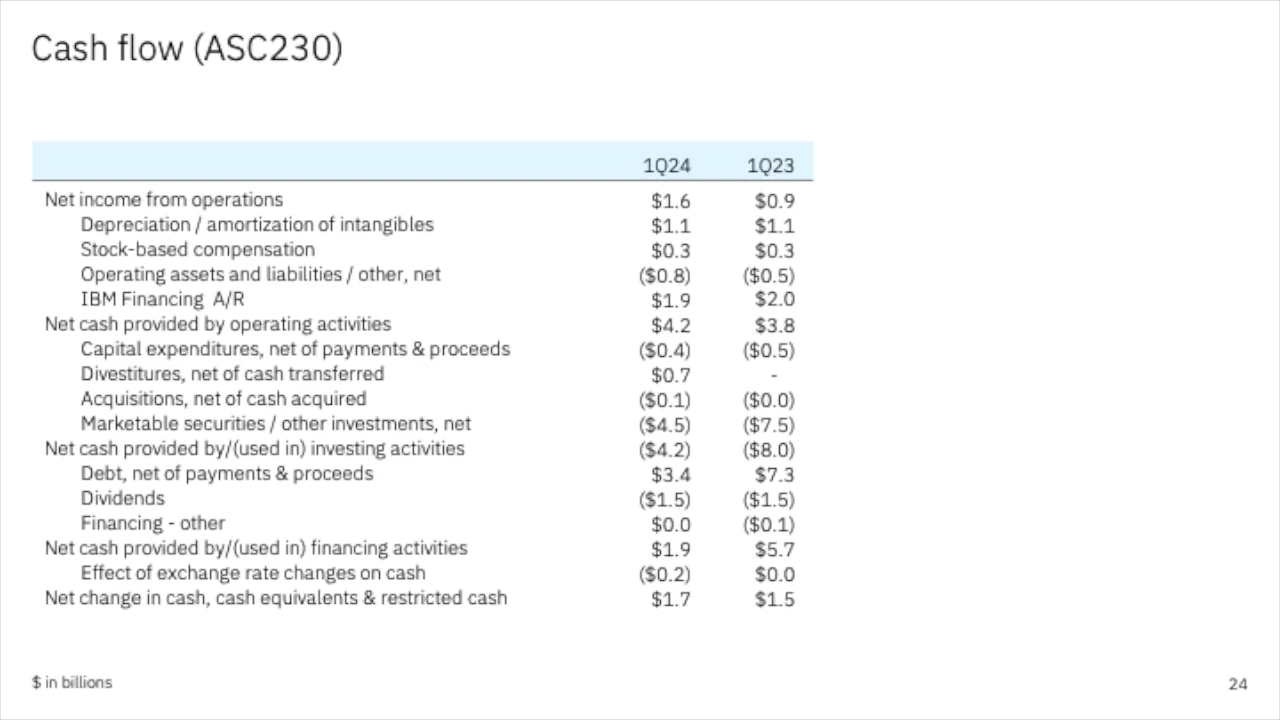 Cash flow (ASC230)
1Q24 1Q23
Net income from operations $1.6 $0.9
Depreciation / amortization of intangibles $1.1 $1.1
Stock-based compensation $0.3 $0.3
Operating assets and liabilities / other, net ($0.8) ($0.5)
IBM Financing A/R $1.9 $2.0
Net cash provided by operating activities $4.2 $3.8
Capital expenditures, net of payments & proceeds ($0.4) ($0.5)
Divestitures, net of cash transferred $0.7 -
Acquisitions, net of cash acquired ($0.1) ($0.0)
Marketable securities / other investments, net ($4.5) ($7.5)
Net cash provided by/(used in) investing activities ($4.2) ($8.0)
Debt, net of payments & proceeds $3.4 $7.3
Dividends ($1.5) ($1.5)
Financing - other $0.0 ($0.1)
Net cash provided by/(used in) financing activities $1.9 $5.7
Effect of exchange rate changes on cash ($0.2) $0.0
Net change in cash, cash equivalents & restricted cash $1.7 $1.5
$ in billions
24